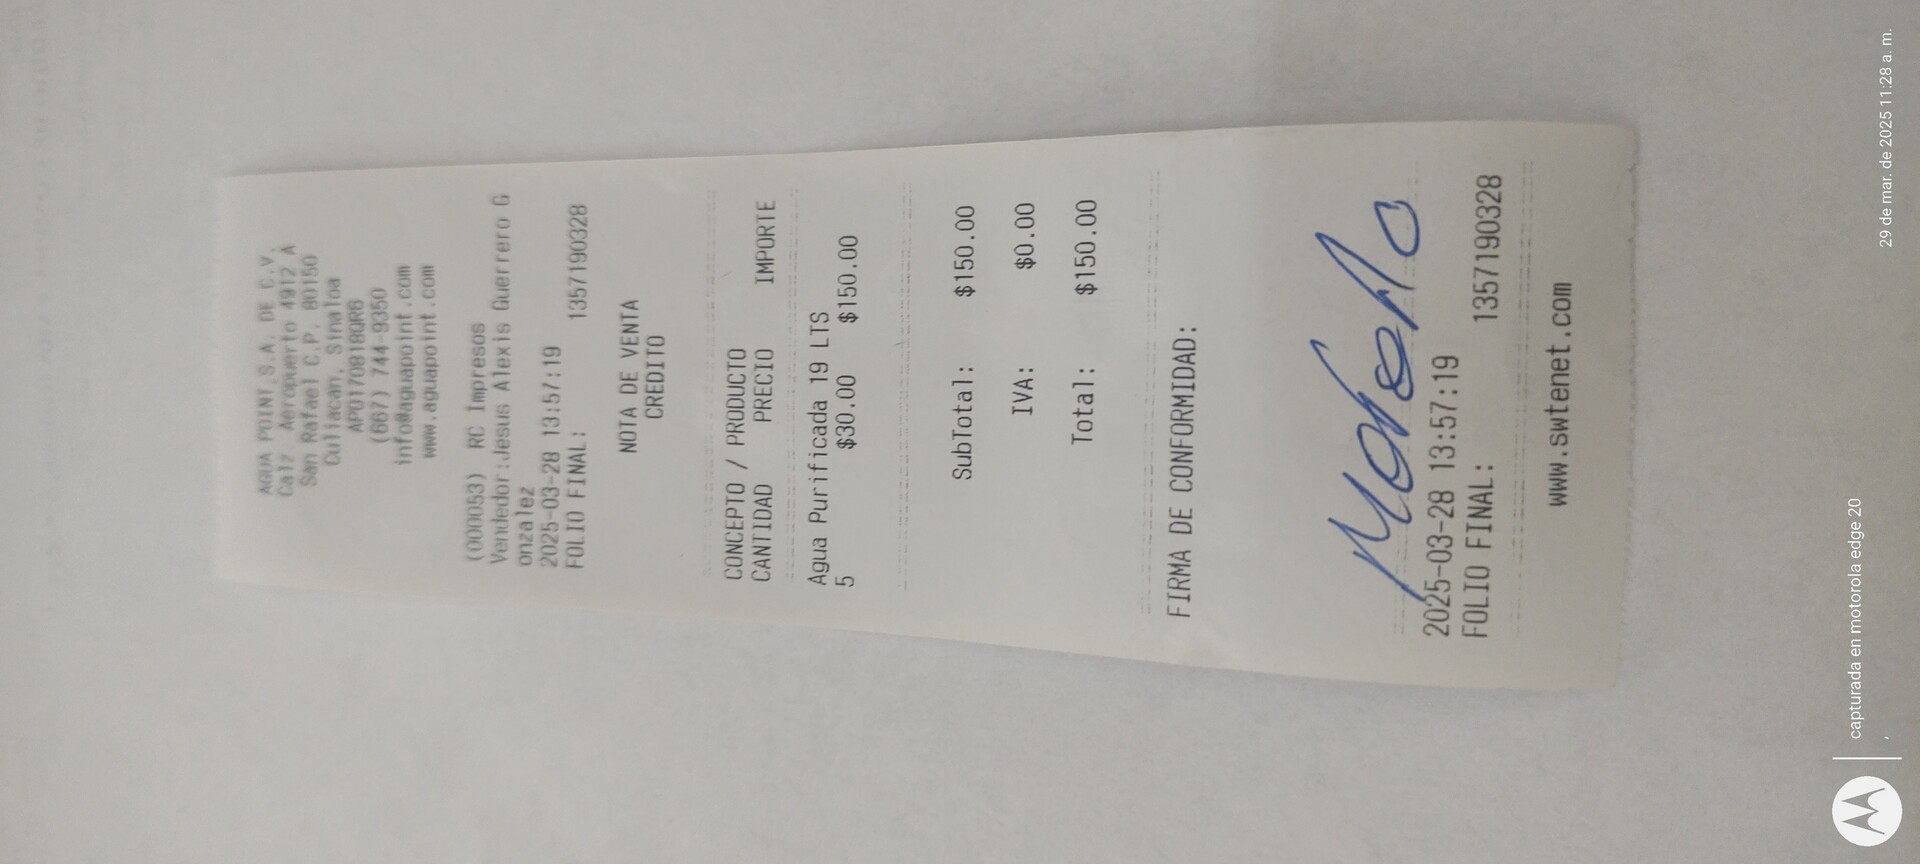 AGUA POINT,S.A. DE C.V.
Calz. Aeropuerto 4912 A
San Rafael C.P. 80150
Culiacan, Sinaloa
APO170818QR6
(667) 744-9350
info@aguapoint.com
www.aguapoint.com
(000053) RC Impresos
Vendedor:Jesus Alexis Guerrero G
onzalez
2025-03-28 13:57:19
FOLIO FINAL: 1357190328
NOTA DE VENTA
CREDITO
CONCEPTO / PRODUCTO
CANTIDAD PRECIO IMPORTE
Agua Purificada 19 LTS
5 $30.00 $150.00
SubTotal: $150.00
IVA: $0.00
Total: $150.00
FIRMA DE CONFORMIDAD:
2025-03-28 13:57:19
FOLIO FINAL: 1357190328
www.swtenet.com
capturada en motorola edge 20
29 de mar. de 2025 11:28 a. m.